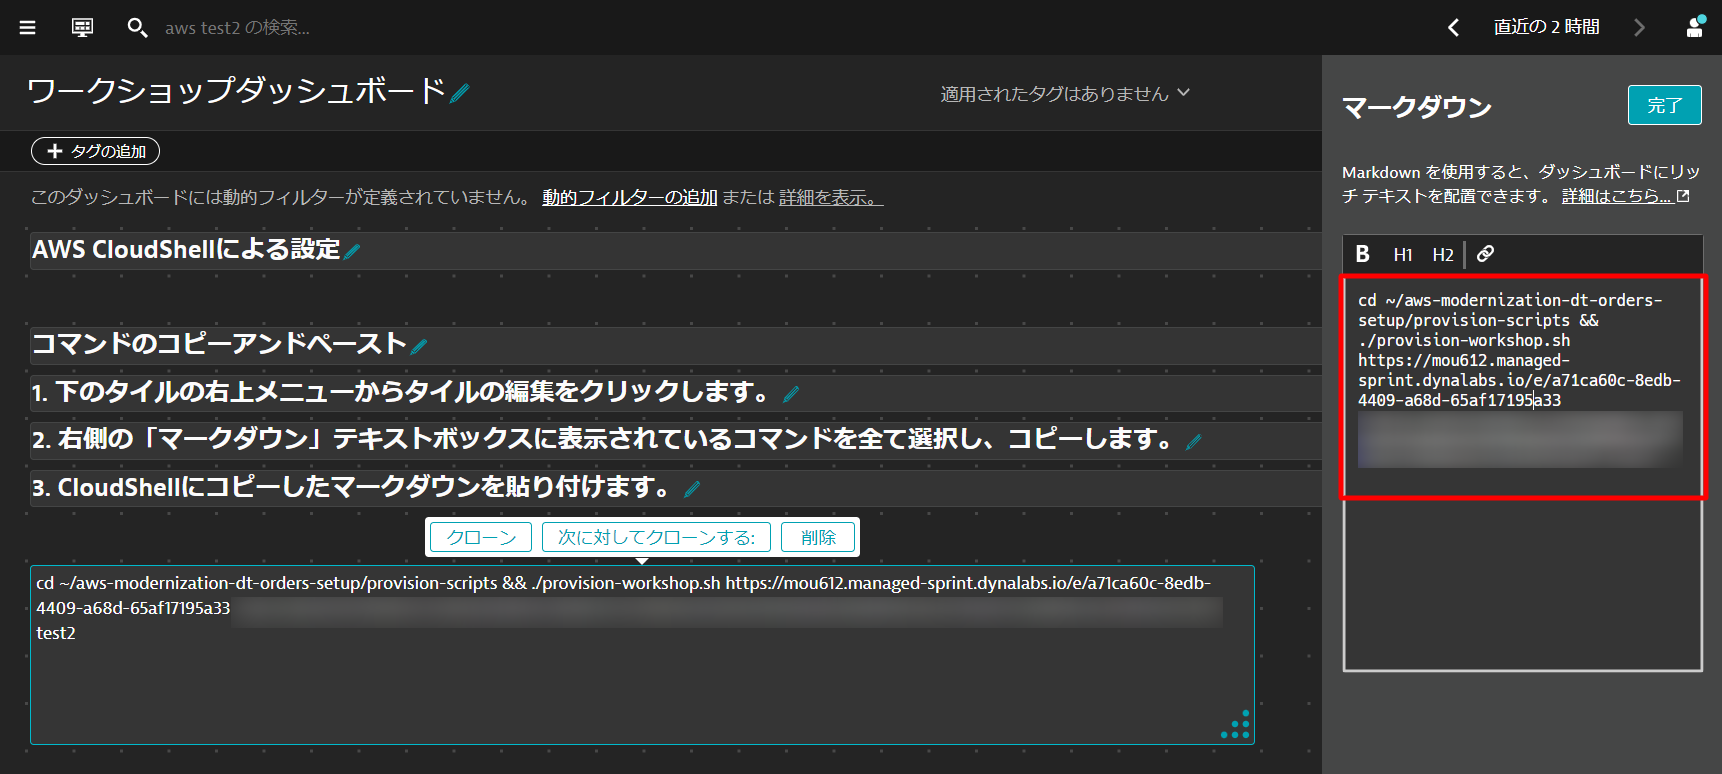 aws test2 の検索...
直近の 2 時間
ワークショップダッシュボード
適用されたタグはありません
タグの追加
このダッシュボードには動的フィルターが定義されていません。 動的フィルターの追加 または 詳細を表示。
AWS CloudShellによる設定
コマンドのコピーアンドペースト
1. 下のタイルの右上メニューからタイルの編集をクリックします。
2. 右側の「マークダウン」テキストボックスに表示されているコマンドを全て選択し、コピーします。
3. CloudShellにコピーしたマークダウンを貼り付けます。
クローン
次に対してクローンする:
削除
cd ~/aws-modernization-dt-orders-setup/provision-scripts && ./provision-workshop.sh https://mou612.managed-sprint.dynalabs.io/e/a71ca60c-8edb-
4409-a68d-65af17195a33
test2
マークダウン
完了
Markdown を使用すると、ダッシュボードにリッ
チ テキストを配置できます。 詳細はこちら...
B H1 H2
cd ~/aws-modernization-dt-orders-
setup/provision-scripts &&
./provision-workshop.sh
https://mou612.managed-
sprint.dynalabs.io/e/a71ca60c-8edb-
4409-a68d-65af17195a33